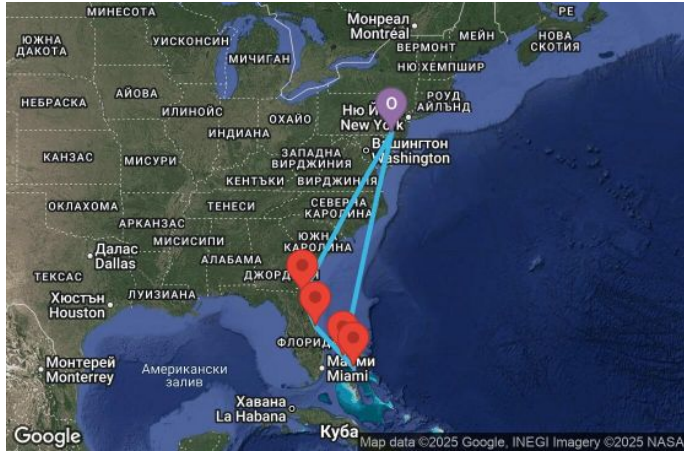 МИНЕСОТА
Монреал
Montréal
РЕ
МЕЙН
НОВА
СКОТИЯ
ЮЖНА
ДАКОТА
УИСКОНСИН
МИЧИГАН
ВЕРМОНТ
НЮ ХЕМПШИР
НЕБРАСКА
АЙОВА
ИЛИНОЙС
ИНДИАНА
ОХАЙО
O
Ню Й
New York
РОУД
АЙЛЪНД
КАНЗАС
МИСУРИ
ЗАПАДНА
ВИРДЖИНИЯ
Вашингтон
Washington
КЕНТЪКИ
ВИРДЖИНИЯ
ОКЛАХОМА
АРКАНЗАС
ТЕНЕСИ
СЕВЕРНА
КАРОЛИНА
Далас
Dallas
МИСИСИПИ
АЛАБАМА
ЮЖНА
КАРОЛИНА
ТЕКСАС
ДЖОРДЖИЯ
Хюстън
Houston
ЛУИЗИАНА
ФЛОРИД
Монтерей
Monterrey
Американски
залив
Маями
Miami
Хавана
La Habana
Куба
Google
Map data ©2025 Google, INEGI Imagery ©2025 NASA